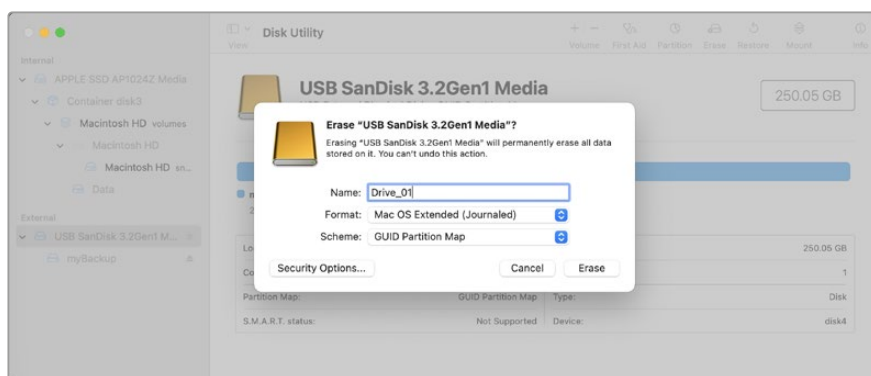 Disk Utility
View
Volume First Aid Partition Erase Restore Mount
Internal
APPLE SSD AP1024Z Media
Container disk3
Macintosh HD volumes
Macintosh HD
Macintosh HD sn...
Data
External
USB SanDisk 3.2Gen1 M...
myBackup
USB SanDisk 3.2Gen1 Media
250.05 GB
Erase “USB SanDisk 3.2Gen1 Media”?
Erasing “USB SanDisk 3.2Gen1 Media” will permanently erase all data
stored on it. You can't undo this action.
Name: Drive_01
Format: Mac OS Extended (Journaled)
Scheme: GUID Partition Map
Security Options... Cancel Erase
250.05 GB
1
Partition Map: GUID Partition Map Type: Disk
S.M.A.R.T. status: Not Supported Device: disk4